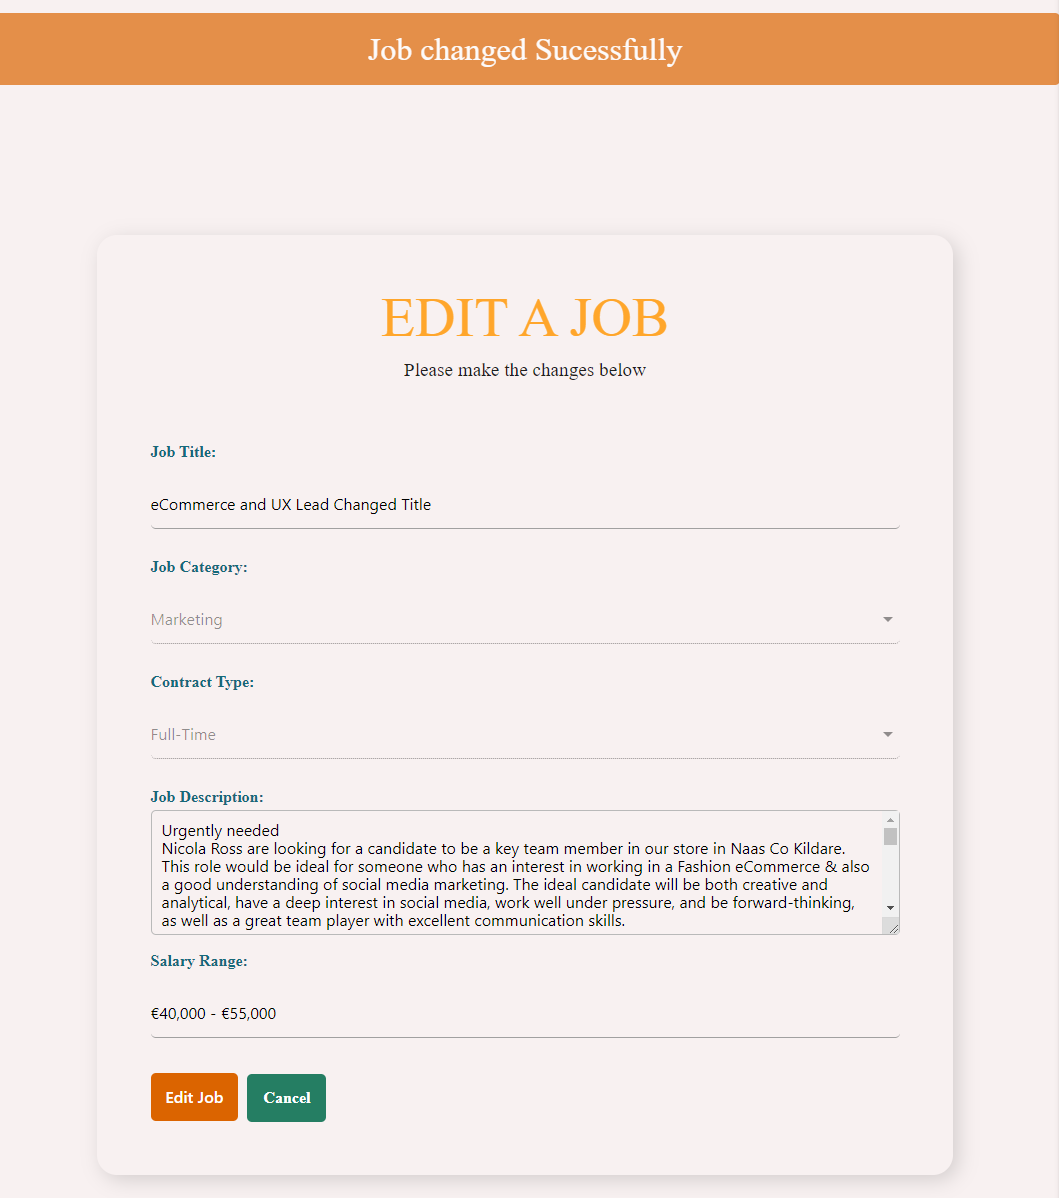 Job changed Sucessfully
EDIT A JOB
Please make the changes below
Job Title:
eCommerce and UX Lead Changed Title
Job Category:
Marketing
Contract Type:
Full-Time
Job Description:
Urgently needed
Nicola Ross are looking for a candidate to be a key team member in our store in Naas Co Kildare.
This role would be ideal for someone who has an interest in working in a Fashion eCommerce & also
a good understanding of social media marketing. The ideal candidate will be both creative and
analytical, have a deep interest in social media, work well under pressure, and be forward-thinking,
as well as a great team player with excellent communication skills.
Salary Range:
€40,000 - €55,000
Edit Job Cancel